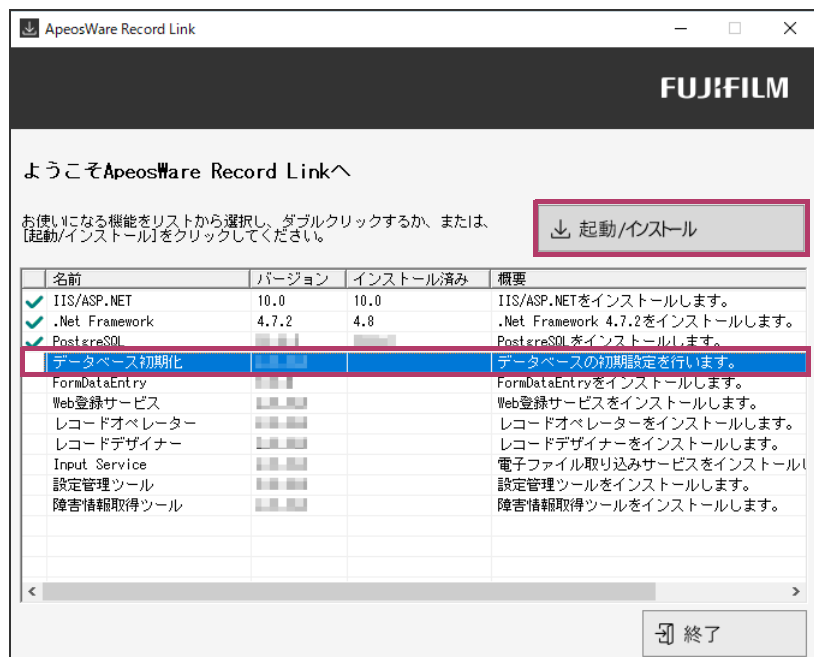 ApeosWare Record Link
FUJIFILM
ようこそApeosWare Record Linkへ
お使いになる機能をリストから選択し、ダブルクリックするか、または、
[起動/インストール]をクリックしてください。
起動/インストール
名前 バージョン インストール済み 概要
IIS/ASP.NET 10.0 10.0 IIS/ASP.NETをインストールします。
.Net Framework 4.7.2 4.8 .Net Framework 4.7.2をインストールします。
PostgreSQL PostgreSQLをインストールします。
データベース初期化 データベースの初期設定を行います。
FormDataEntry FormDataEntryをインストールします。
Web登録サービス Web登録サービスをインストールします。
レコードオペレーター レコードオペレーターをインストールします。
レコードデザイナー レコードデザイナーをインストールします。
Input Service 電子ファイル取り込みサービスをインストール
設定管理ツール 設定管理ツールをインストールします。
障害情報取得ツール 障害情報取得ツールをインストールします。
終了